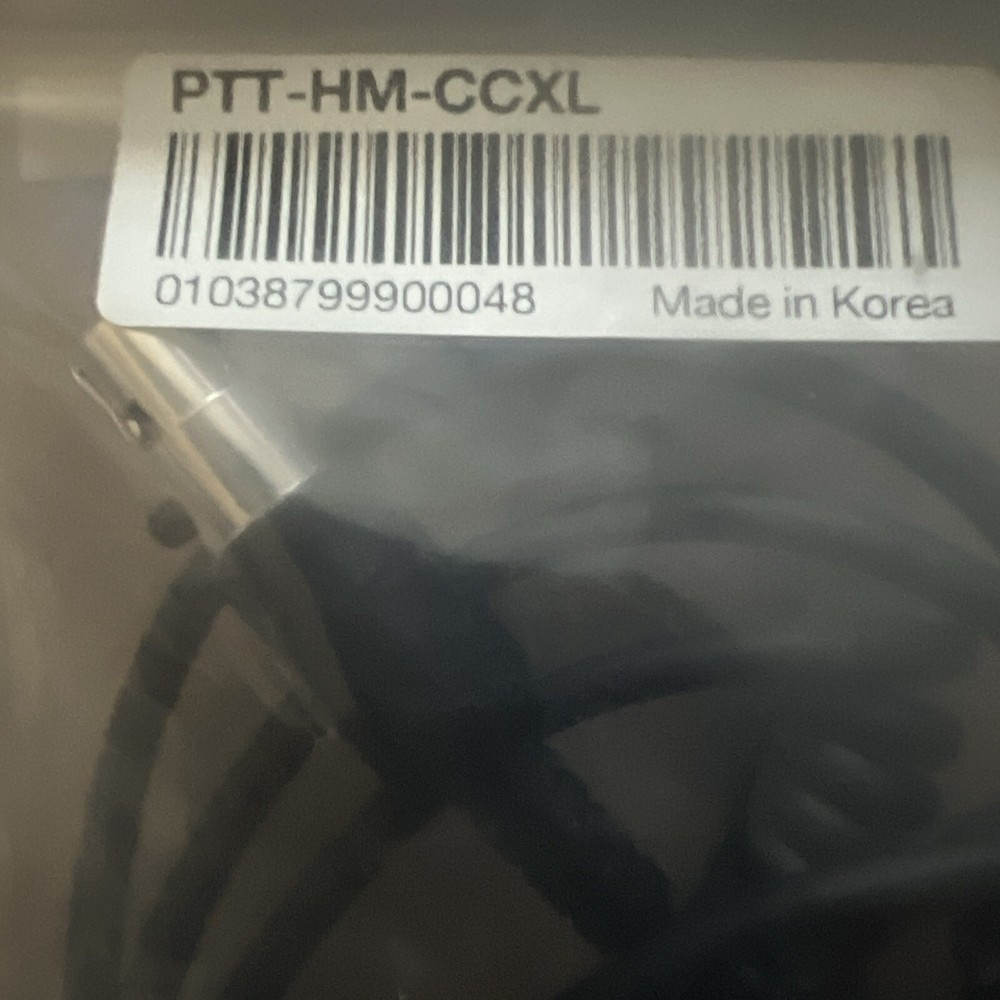 PTT-HM-CCXL
01038799900048 Made in Korea